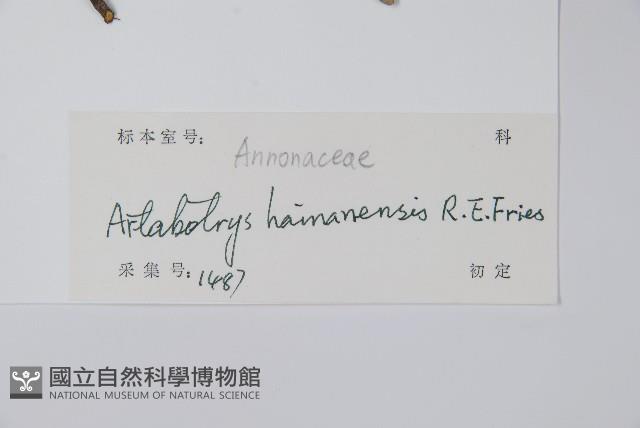 标本室号: Annonaceae 科
Artabotrys hainanensis R.E.Fries
采集号: 1487 初定
國立自然科學博物館
NATIONAL MUSEUM OF NATURAL SCIENCE